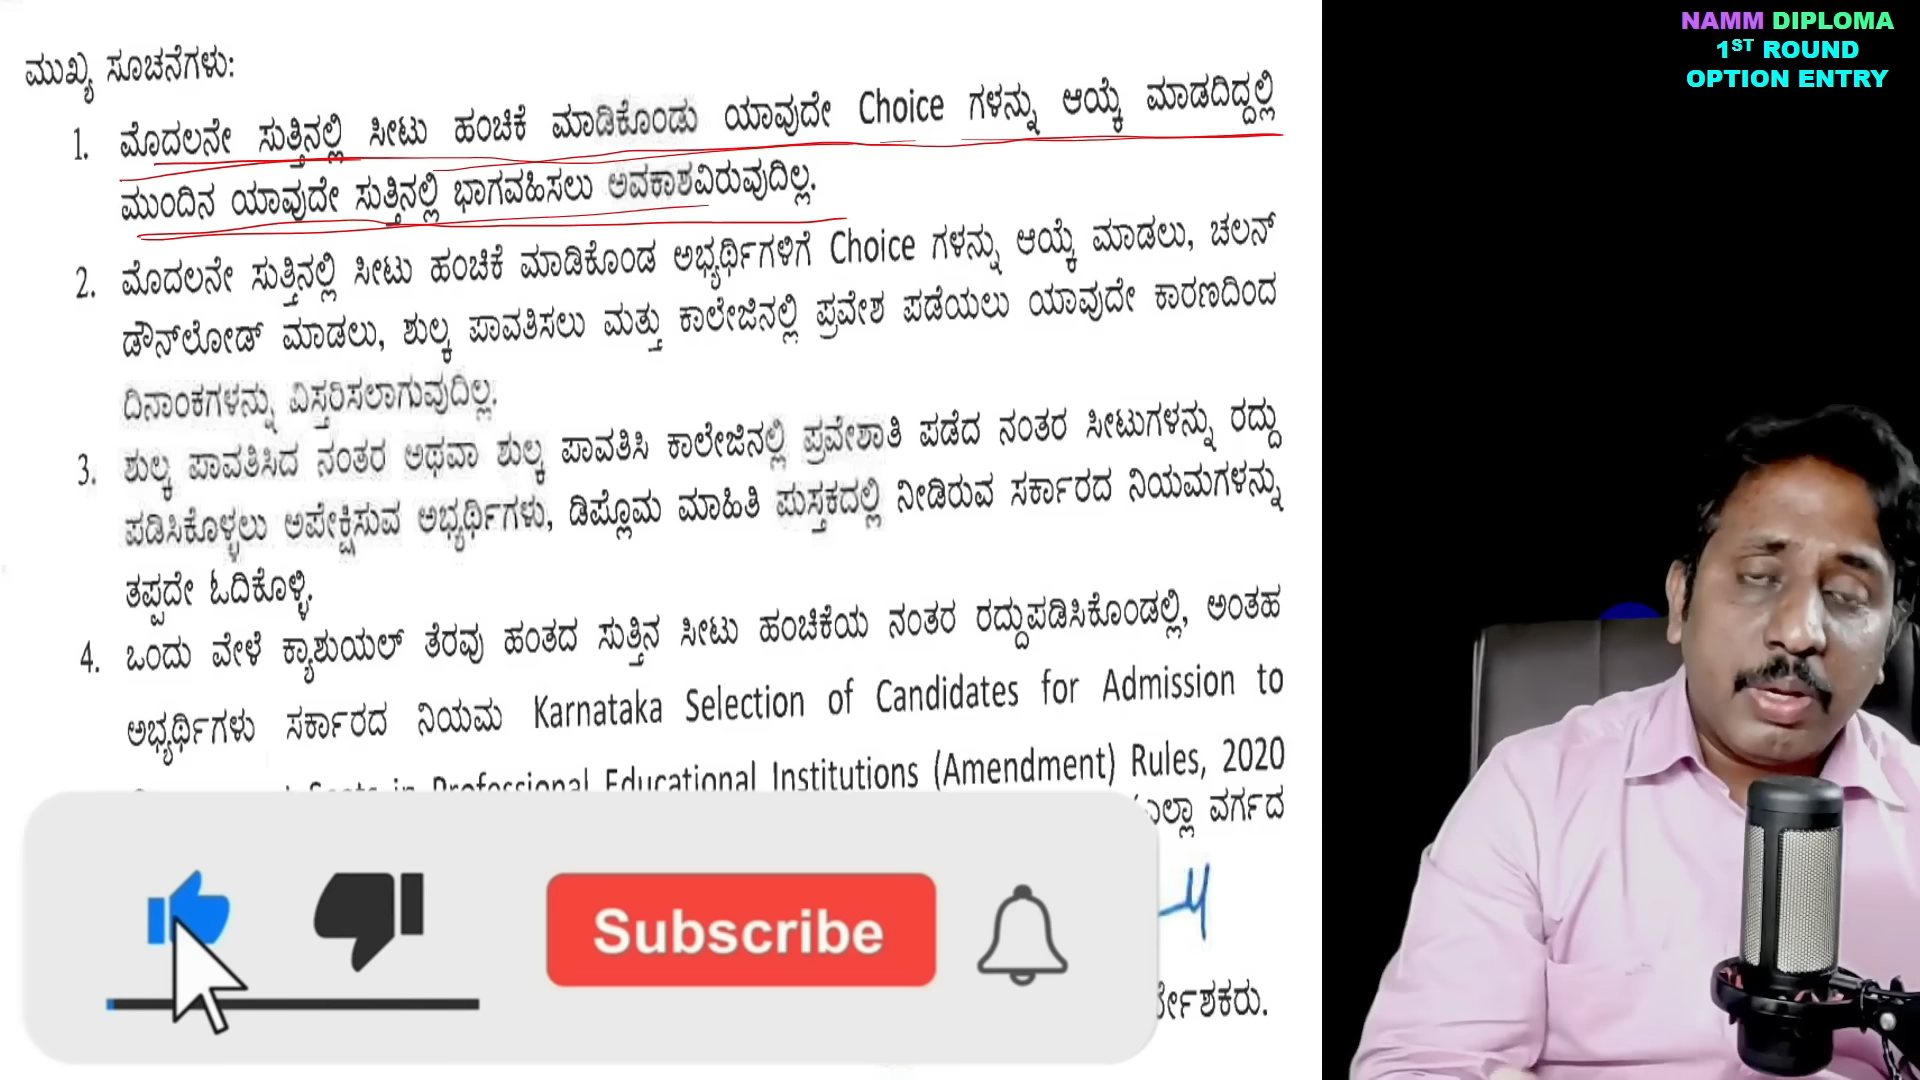 NAMM DIPLOMA
1ST ROUND
OPTION ENTRY
ಮುಖ್ಯ ಸೂಚನೆಗಳು:
1. ಮೊದಲನೇ ಸುತ್ತಿನಲ್ಲಿ ಸೀಟು ಹಂಚಿಕೆ ಮಾಡಿಕೊಂಡು ಯಾವುದೇ Choice ಗಳನ್ನು ಆಯ್ಕೆ ಮಾಡದಿದ್ದಲ್ಲಿ
ಮುಂದಿನ ಯಾವುದೇ ಸುತ್ತಿನಲ್ಲಿ ಭಾಗವಹಿಸಲು ಅವಕಾಶವಿರುವುದಿಲ್ಲ.
2. ಮೊದಲನೇ ಸುತ್ತಿನಲ್ಲಿ ಸೀಟು ಹಂಚಿಕೆ ಮಾಡಿಕೊಂಡ ಅಭ್ಯರ್ಥಿಗಳಿಗೆ Choice ಗಳನ್ನು ಆಯ್ಕೆ ಮಾಡಲು, ಚಲನ್
ಡೌನ್‌ಲೋಡ್ ಮಾಡಲು, ಶುಲ್ಕ ಪಾವತಿಸಲು ಮತ್ತು ಕಾಲೇಜಿನಲ್ಲಿ ಪ್ರವೇಶ ಪಡೆಯಲು ಯಾವುದೇ ಕಾರಣದಿಂದ
ದಿನಾಂಕಗಳನ್ನು ವಿಸ್ತರಿಸಲಾಗುವುದಿಲ್ಲ.
3. ಶುಲ್ಕ ಪಾವತಿಸಿದ ನಂತರ ಅಥವಾ ಶುಲ್ಕ ಪಾವತಿಸಿ ಕಾಲೇಜಿನಲ್ಲಿ ಪ್ರವೇಶಾತಿ ಪಡೆದ ನಂತರ ಸೀಟುಗಳನ್ನು ರದ್ದು
ಪಡಿಸಿಕೊಳ್ಳಲು ಅಪೇಕ್ಷಿಸುವ ಅಭ್ಯರ್ಥಿಗಳು, ಡಿಪ್ಲೊಮ ಮಾಹಿತಿ ಪುಸ್ತಕದಲ್ಲಿ ನೀಡಿರುವ ಸರ್ಕಾರದ ನಿಯಮಗಳನ್ನು
ತಪ್ಪದೇ ಓದಿಕೊಳ್ಳಿ.
4. ಒಂದು ವೇಳೆ ಕ್ಯಾಶುಯಲ್ ತೆರವು ಹಂತದ ಸುತ್ತಿನ ಸೀಟು ಹಂಚಿಕೆಯ ನಂತರ ರದ್ದುಪಡಿಸಿಕೊಂಡಲ್ಲಿ, ಅಂತಹ
ಅಭ್ಯರ್ಥಿಗಳು ಸರ್ಕಾರದ ನಿಯಮ Karnataka Selection of Candidates for Admission to
Seats in Professional Educational Institutions (Amendment) Rules, 2020
ವರ್ಗದ
Subscribe